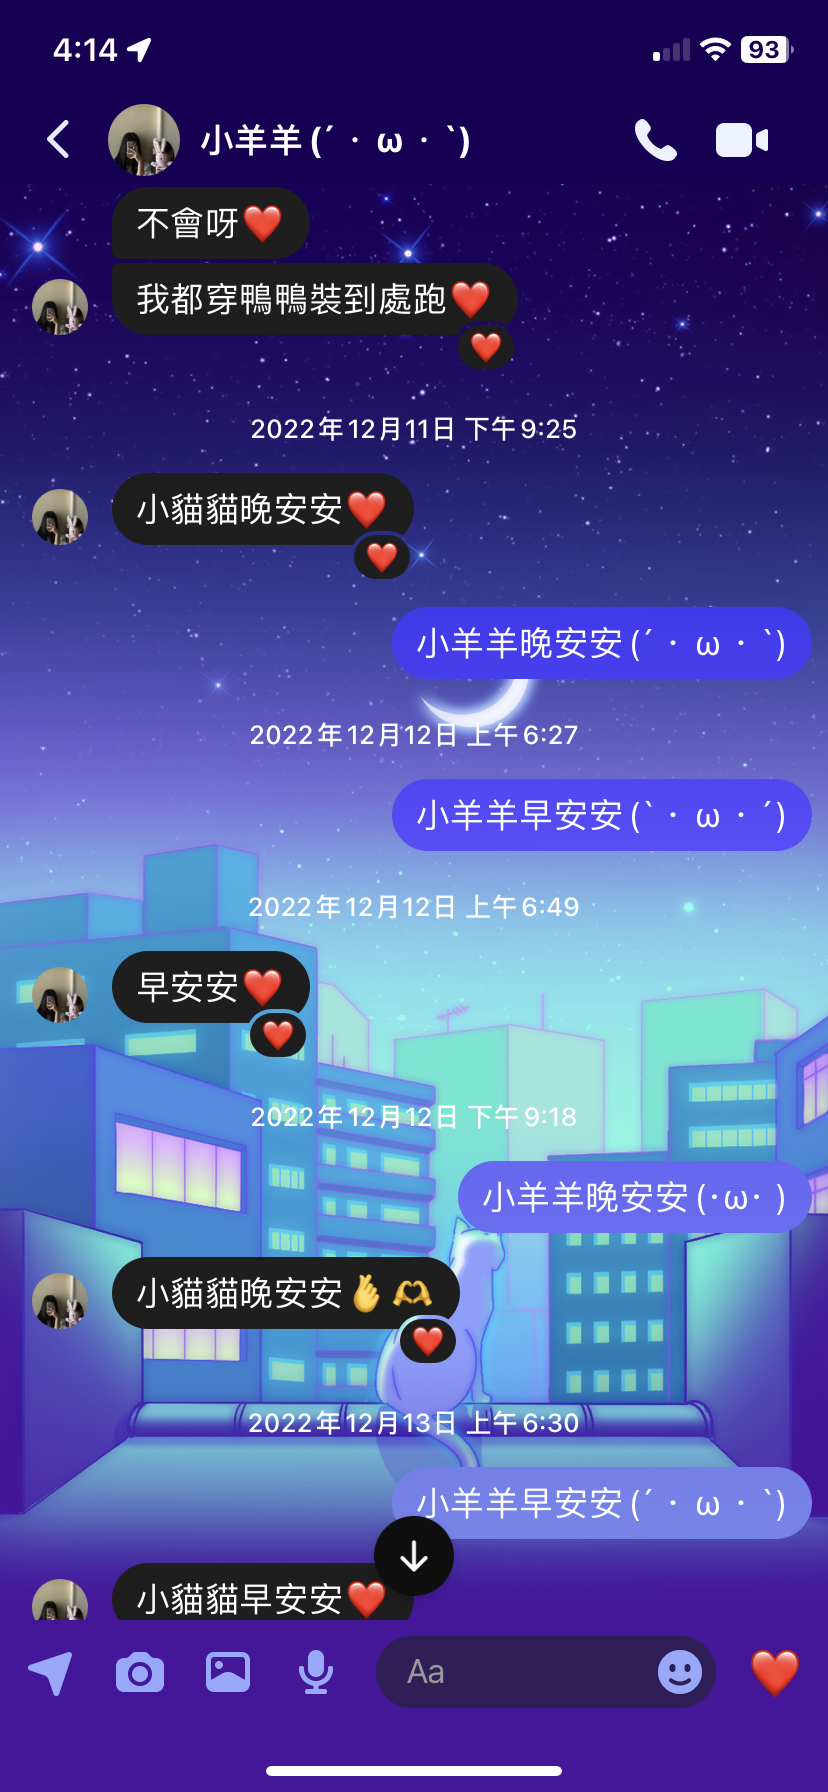 4:14
93
小羊羊 (´・ω・`)
不會呀❤️
我都穿鴨鴨裝到處跑❤️
❤️
2022年12月11日 下午9:25
小貓貓晚安安❤️
❤️
小羊羊晚安安 (´・ω・`)
2022年12月12日 上午6:27
小羊羊早安安 (`・ω・´)
2022年12月12日 上午6:49
早安安❤️
❤️
2022年12月12日 下午9:18
小羊羊晚安安 (･ω･ )
小貓貓晚安安🫰🫶
❤️
2022年12月13日 上午6:30
小羊羊早安安 (´・ω・`)
小貓貓早安安❤️
Aa